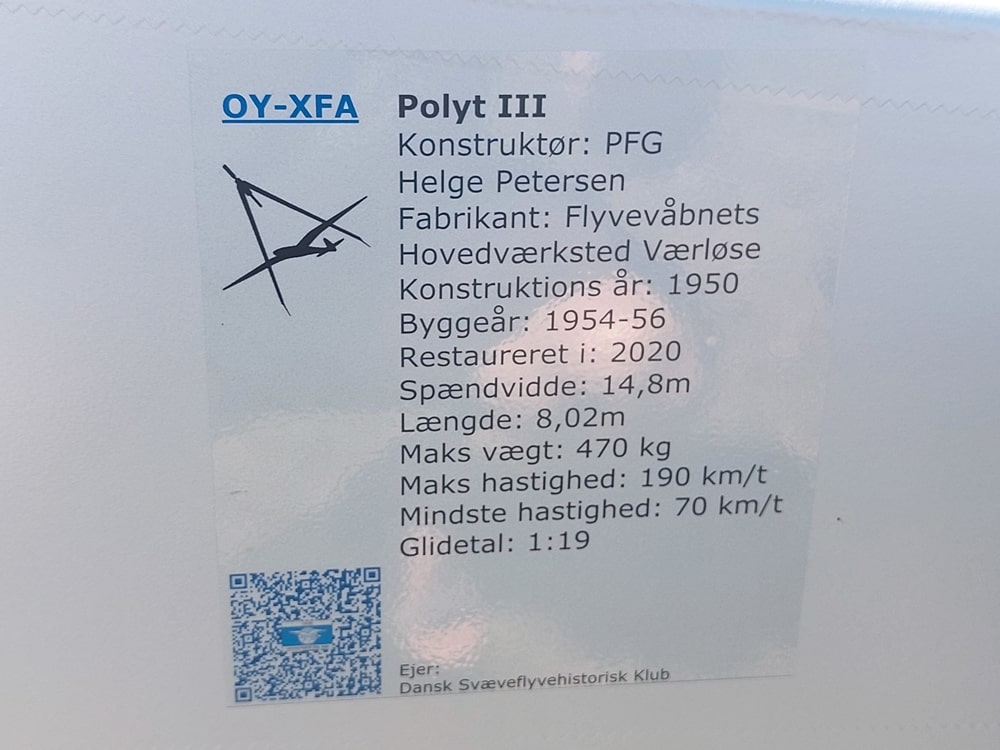 OY-XFA
Polyt III
Konstruktør: PFG
Helge Petersen
Fabrikant: Flyvevåbnets
Hovedværksted Værløse
Konstruktions år: 1950
Byggeår: 1954-56
Restaureret i: 2020
Spændvidde: 14,8m
Længde: 8,02m
Maks vægt: 470 kg
Maks hastighed: 190 km/t
Mindste hastighed: 70 km/t
Glidetal: 1:19
Ejer:
Dansk Svæveflyvehistorisk Klub